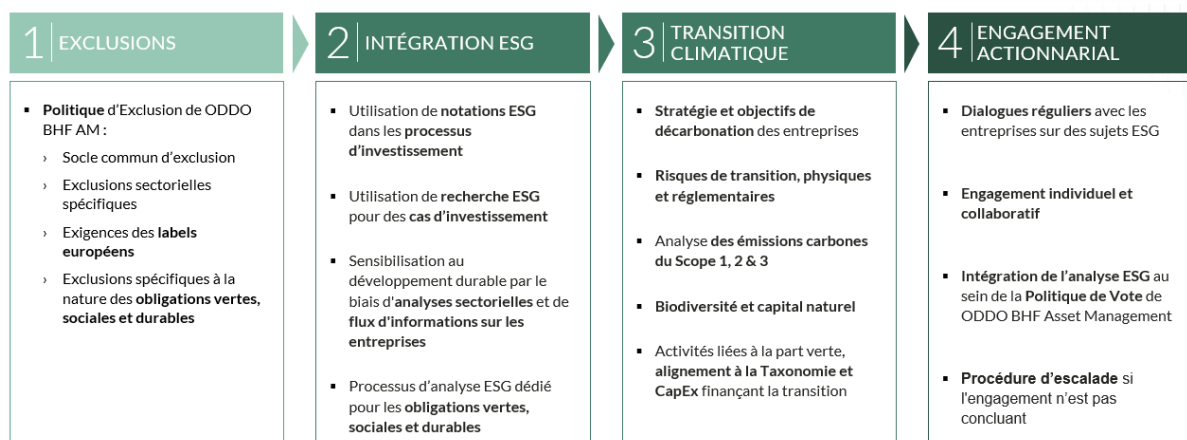 1 EXCLUSIONS
Politique d'Exclusion de ODDO
BHF AM :
Socle commun d'exclusion
Exclusions sectorielles
spécifiques
Exigences des labels
européens
Exclusions spécifiques à la
nature des obligations vertes,
sociales et durables
2 INTÉGRATION ESG
Utilisation de notations ESG
dans les processus
d'investissement
Utilisation de recherche ESG
pour des cas d'investissement
Sensibilisation au
développement durable par le
biais d'analyses sectorielles et de
flux d'informations sur les
entreprises
Processus d'analyse ESG dédié
pour les obligations vertes,
sociales et durables
3 TRANSITION
CLIMATIQUE
Stratégie et objectifs de
décarbonation des entreprises
Risques de transition, physiques
et réglementaires
Analyse des émissions carbones
du Scope 1, 2 & 3
Biodiversité et capital naturel
Activités liées à la part verte,
alignement à la Taxonomie et
CapEx finançant la transition
4 ENGAGEMENT
ACTIONNARIAL
Dialogues réguliers avec les
entreprises sur des sujets ESG
Engagement individuel et
collaboratif
Intégration de l'analyse ESG au
sein de la Politique de Vote de
ODDO BHF Asset Management
Procédure d'escalade si
l'engagement n'est pas
concluant